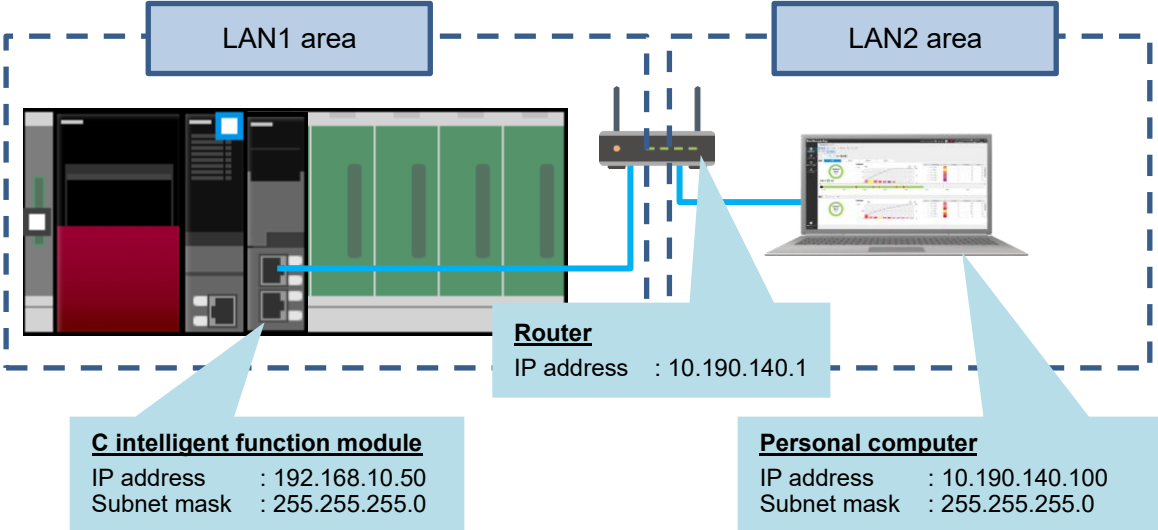 LAN1 area
LAN2 area
Router
IP address : 10.190.140.1
C intelligent function module
IP address : 192.168.10.50
Subnet mask : 255.255.255.0
Personal computer
IP address : 10.190.140.100
Subnet mask : 255.255.255.0